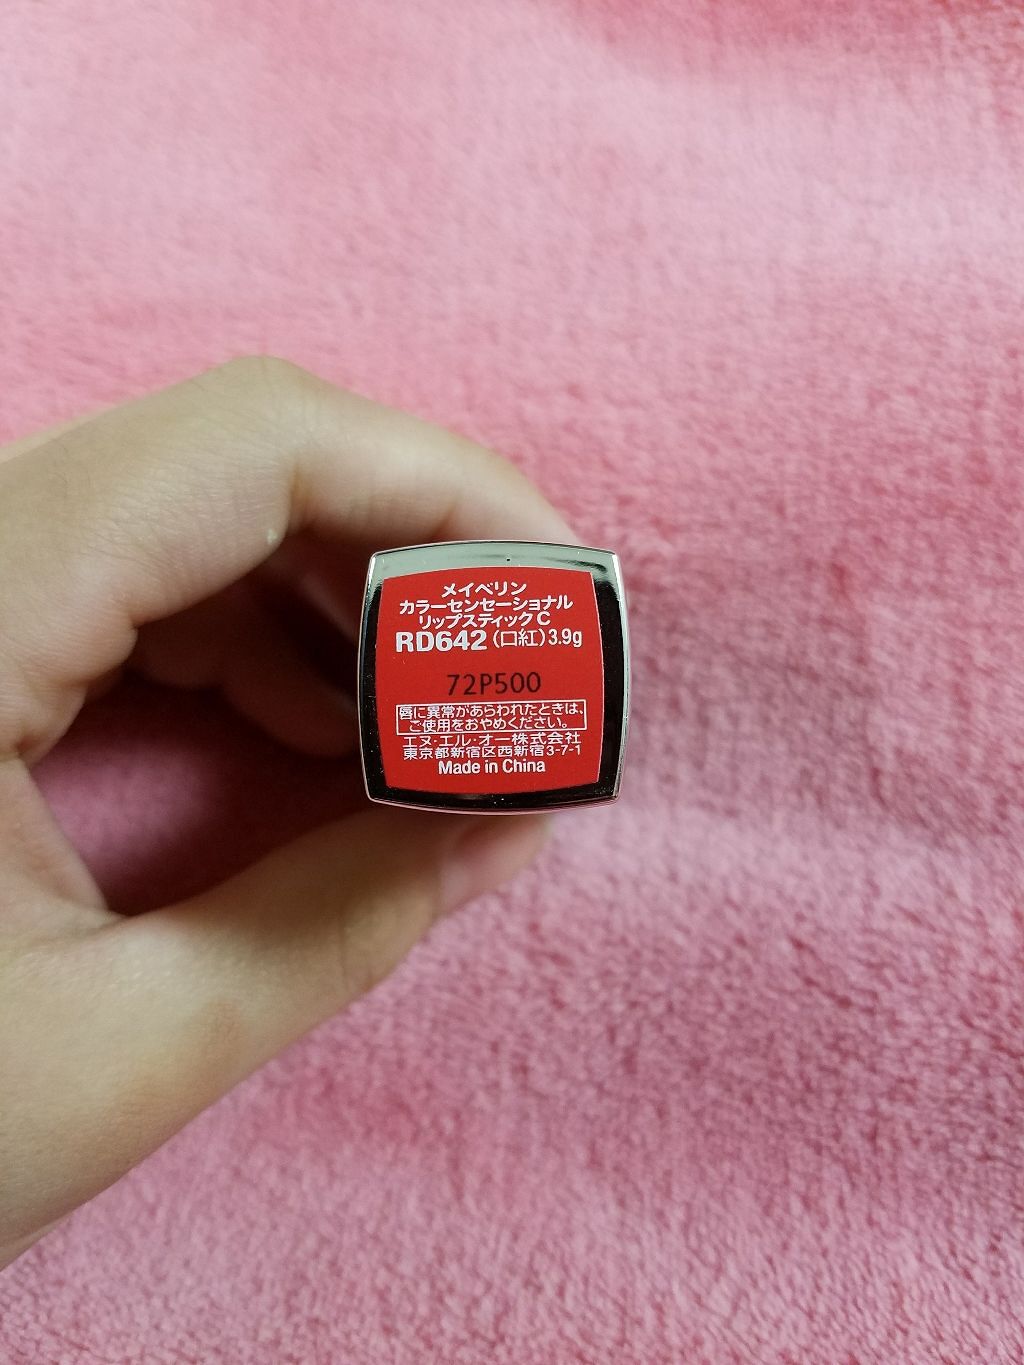 メイベリン
カラーセンセーショナル
リップスティック C
RD642 (口紅) 3.9g
72P500
唇に異常があらわれたときは、
ご使用をおやめください。
エヌ・エル・オー株式会社
東京都新宿区西新宿3-7-1
Made in China